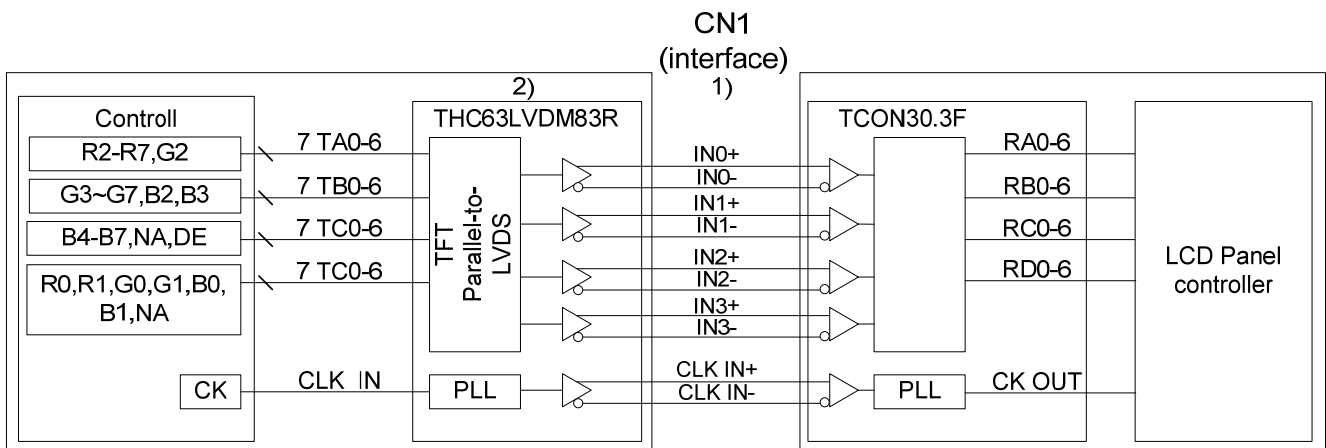 CN1
(interface)
1)
2)
Controll
R2-R7,G2
G3~G7,B2,B3
B4-B7,NA,DE
R0,R1,G0,G1,B0,
B1,NA
CK
7 TA0-6
7 TB0-6
7 TC0-6
7 TC0-6
CLK IN
THC63LVDM83R
TFT
Parallel-to-
LVDS
PLL
IN0+
IN0-
IN1+
IN1-
IN2+
IN2-
IN3+
IN3-
CLK IN+
CLK IN-
TCON30.3F
PLL
RA0-6
RB0-6
RC0-6
RD0-6
CK OUT
LCD Panel
controller